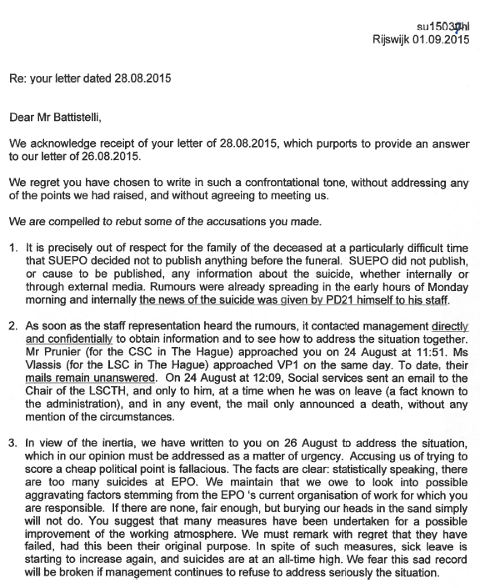 su1503 hl
Rijswijk 01.09.2015
Re: your letter dated 28.08.2015
Dear Mr Battistelli,
We acknowledge receipt of your letter of 28.08.2015, which purports to provide an answer
to our letter of 26.08.2015.
We regret you have chosen to write in such a confrontational tone, without addressing any
of the points we had raised, and without agreeing to meeting us.
We are compelled to rebut some of the accusations you made.
1. It is precisely out of respect for the family of the deceased at a particularly difficult time
that SUEPO decided not to publish anything before the funeral. SUEPO did not publish,
or cause to be published, any information about the suicide, whether internally or
through external media. Rumours were already spreading in the early hours of Monday
morning and internally the news of the suicide was given by PD21 himself to his staff.
2. As soon as the staff representation heard the rumours, it contacted management directly
and confidentially to obtain information and to see how to address the situation together.
Mr Prunier (for the CSC in The Hague) approached you on 24 August at 11:51. Ms
Vlassis (for the LSC in The Hague) approached VP1 on the same day. To date, their
mails remain unanswered. On 24 August at 12:09, Social services sent an email to the
Chair of the LSCTH, and only to him, at a time when he was on leave (a fact known to
the administration), and in any event, the mail only announced a death, without any
mention of the circumstances.
3. In view of the inertia, we have written to you on 26 August to address the situation,
which in our opinion must be addressed as a matter of urgency. Accusing us of trying to
score a cheap political point is fallacious. The facts are clear: statistically speaking, there
are too many suicides at EPO. We maintain that we owe to look into possible
aggravating factors stemming from the EPO 's current organisation of work for which you
are responsible. If there are none, fair enough, but burying our heads in the sand simply
will not do. You suggest that many measures have been undertaken for a possible
improvement of the working atmosphere. We must remark with regret that they have
failed, had this been their original purpose. In spite of such measures, sick leave is
starting to increase again, and suicides are at an all-time high. We fear this sad record
will be broken if management continues to refuse to address seriously the situation.